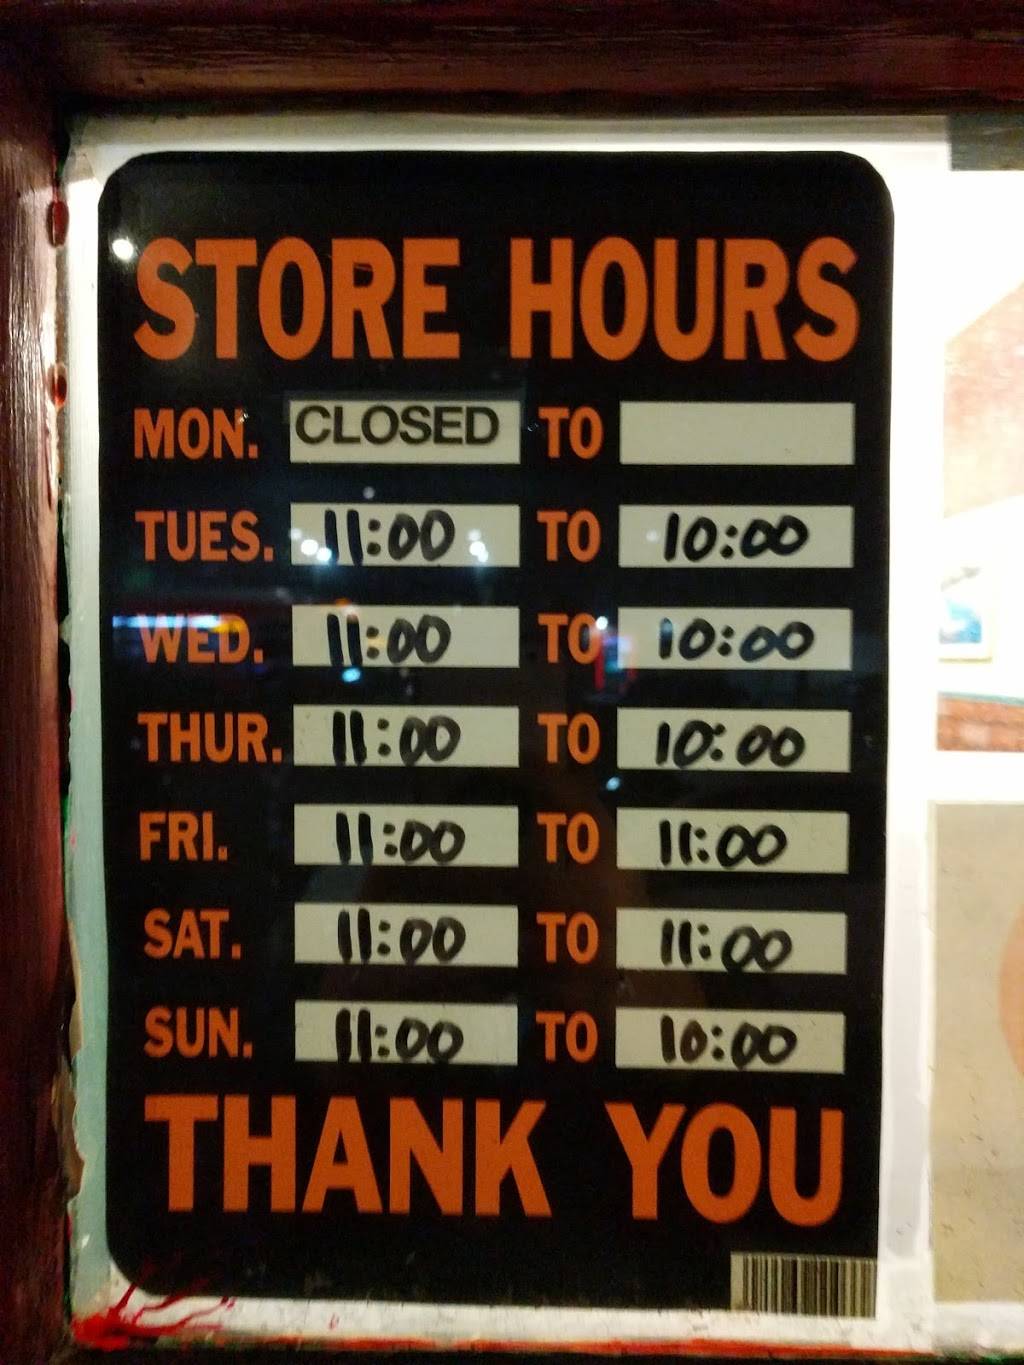 STORE HOURS
MON. CLOSED TO
TUES. 11:00 TO 10:00
WED. 11:00 TO 10:00
THUR. 11:00 TO 10:00
FRI. 11:00 TO 11:00
SAT. 11:00 TO 11:00
SUN. 11:00 TO 10:00
THANK YOU